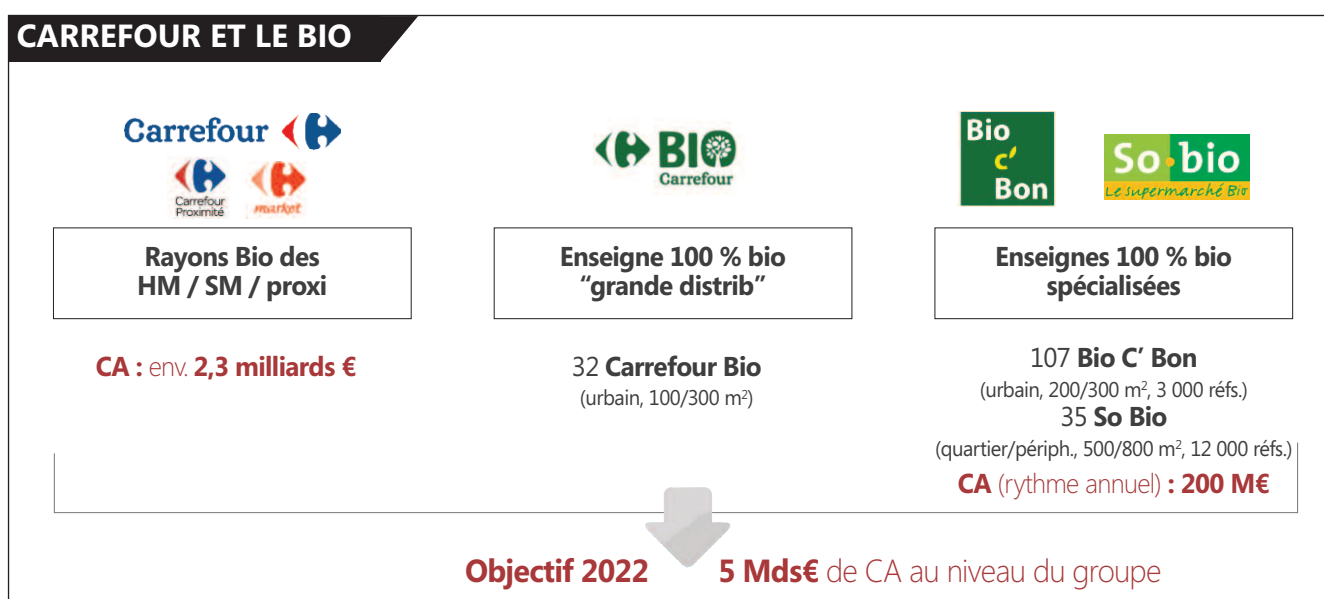 CARREFOUR ET LE BIO
Carrefour
Carrefour
Proximité
market
Rayons Bio des
HM / SM / proxi
CA : env. 2,3 milliards €
BIO
Carrefour
Enseigne 100 % bio
“grande distrib”
32 Carrefour Bio
(urbain, 100/300 m²)
Bio
c’
Bon
So•bio
Le supermarché Bio
Enseignes 100 % bio
spécialisées
107 Bio C’ Bon
(urbain, 200/300 m², 3 000 réfs.)
35 So Bio
(quartier/périph., 500/800 m², 12 000 réfs.)
CA (rythme annuel) : 200 M€
Objectif 2022 5 Mds€ de CA au niveau du groupe